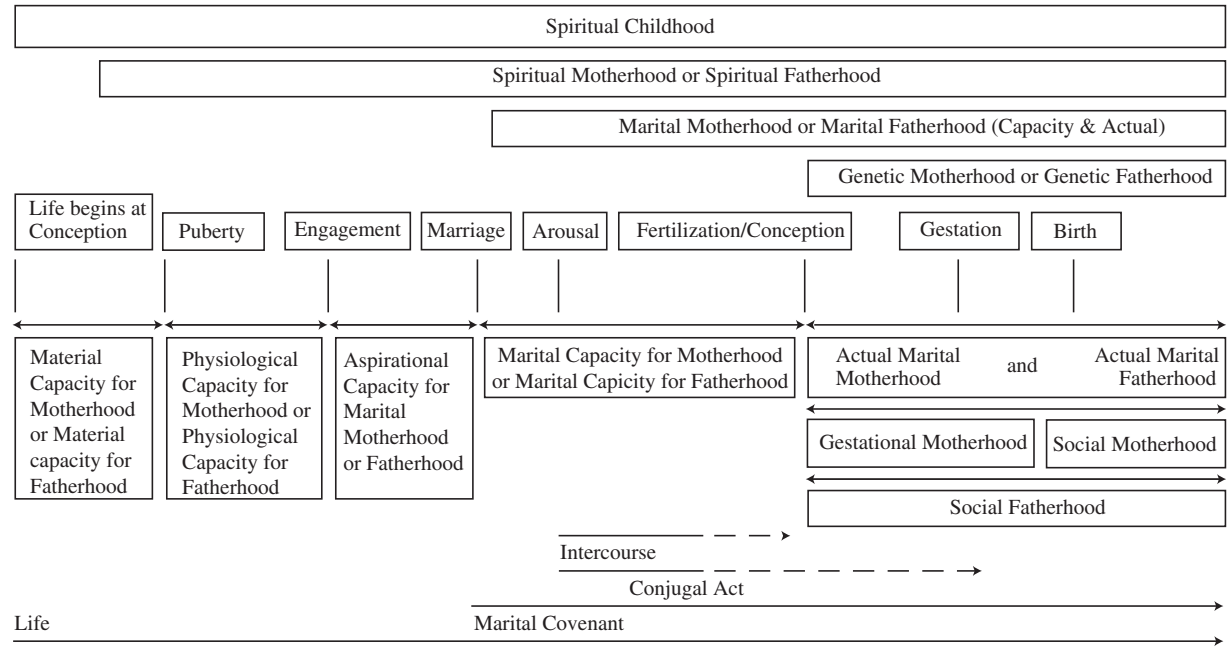 Spiritual Childhood
Spiritual Motherhood or Spiritual Fatherhood
Marital Motherhood or Marital Fatherhood (Capacity & Actual)
Genetic Motherhood or Genetic Fatherhood
Life begins at
Conception
Puberty
Engagement
Marriage
Arousal
Fertilization/Conception
Gestation
Birth
Material
Capacity for
Motherhood
or Material
capacity for
Fatherhood
Physiological
Capacity for
Motherhood or
Physiological
Capacity for
Fatherhood
Aspirational
Capacity for
Marital
Motherhood
or Fatherhood
Marital Capacity for Motherhood
or Marital Capicity for Fatherhood
Actual Marital
Motherhood
and
Actual Marital
Fatherhood
Gestational Motherhood
Social Motherhood
Social Fatherhood
Intercourse
Conjugal Act
Life
Marital Covenant